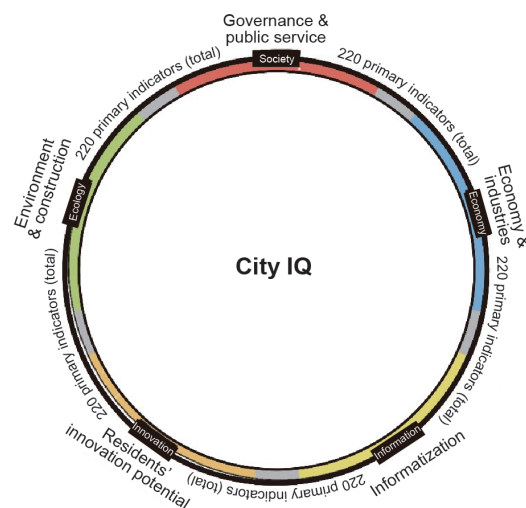 Governance &
public service
Society
220 primary indicators (total)
Economy &
industries
Economy
220 primary indicators (total)
Informatization
Information
220 primary indicators (total)
Residents'
innovation potential
Innovation
220 primary indicators (total)
Environment
& construction
Ecology
220 primary indicators (total)
City IQ